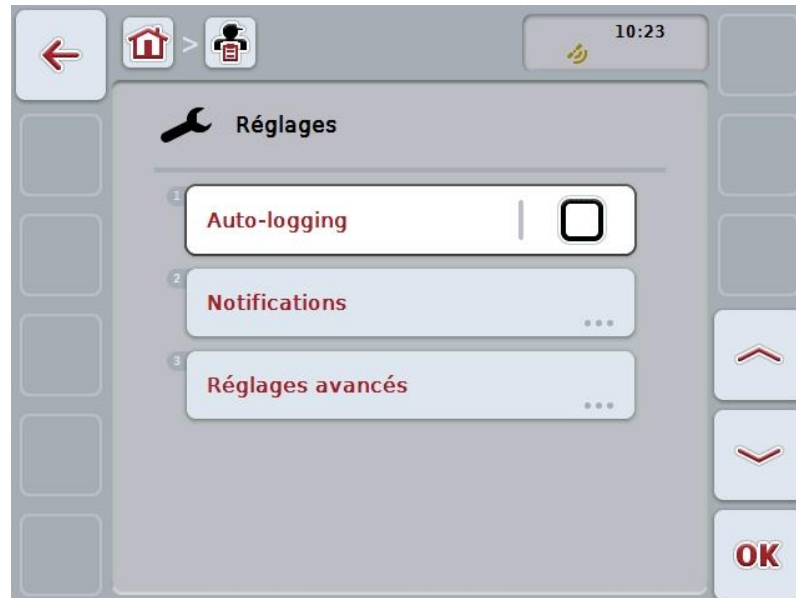 >
10:23
Réglages
1
Auto-logging
2
Notifications
...
3
Réglages avancés
...
OK